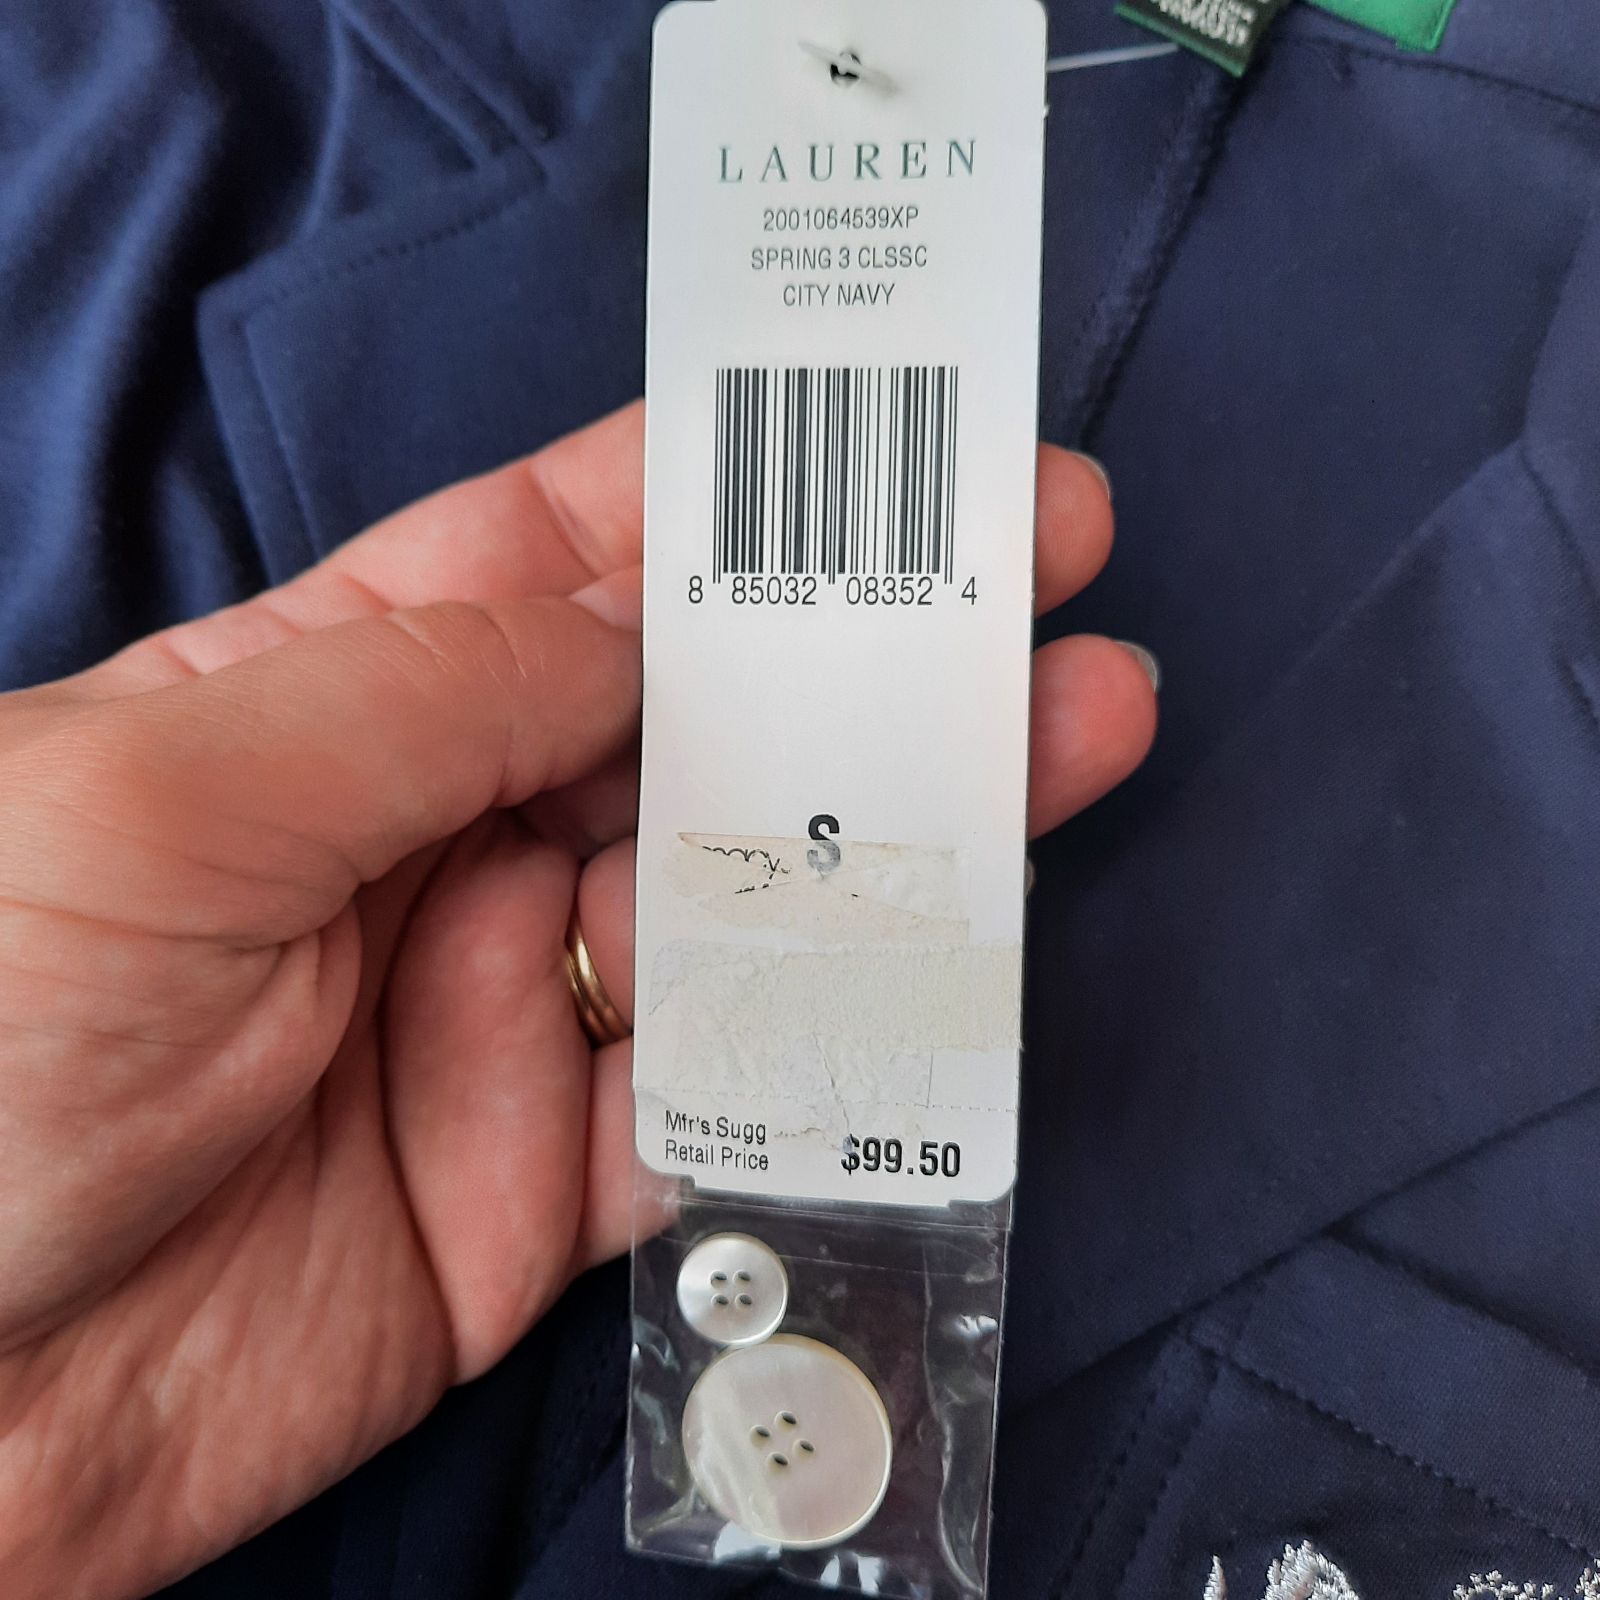 LAUREN
2001064539XP
SPRING 3 CLSSC
CITY NAVY
8 85032 08352 4
S
Mfr's Sugg
Retail Price $99.50